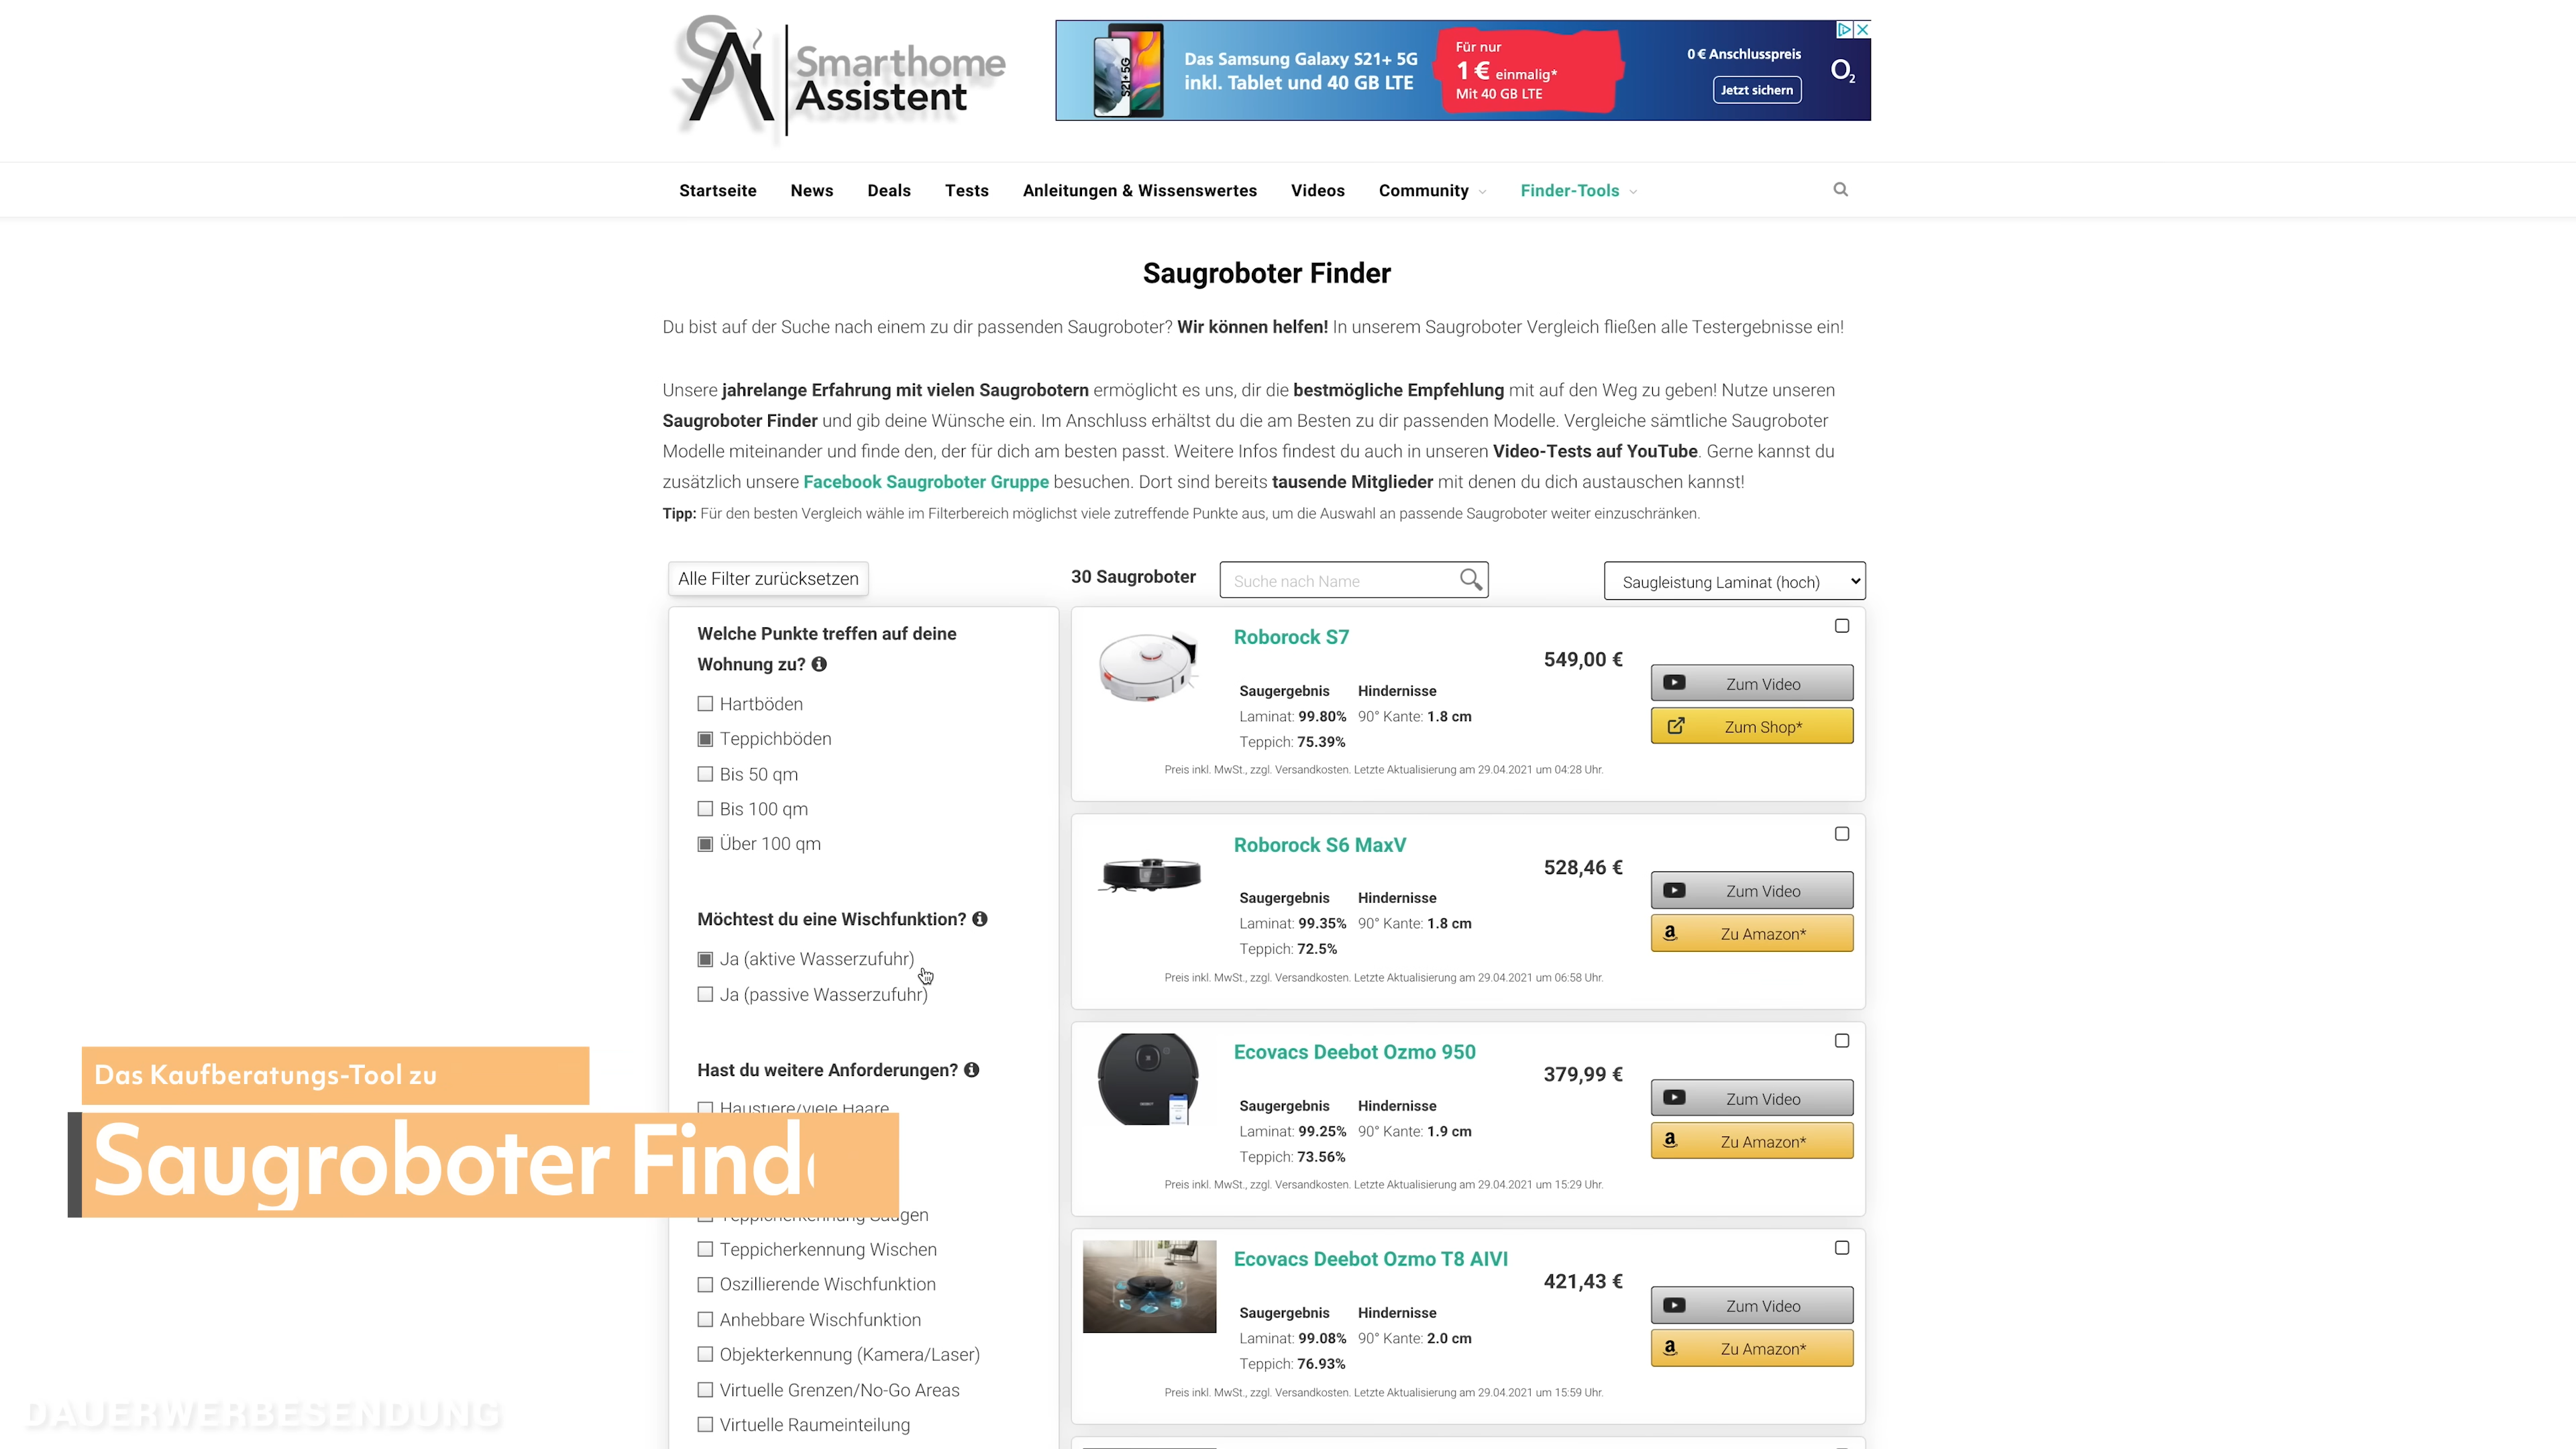 SAi
Smarthome
Assistent
S21+ 5G
Das Samsung Galaxy S21+ 5G
inkl. Tablet und 40 GB LTE
Für nur
1 € einmalig*
Mit 40 GB LTE
0 € Anschlusspreis
Jetzt sichern
O2
Startseite News Deals Tests Anleitungen & Wissenswertes Videos Community Finder-Tools
Saugroboter Finder
Du bist auf der Suche nach einem zu dir passenden Saugroboter? Wir können helfen! In unserem Saugroboter Vergleich fließen alle Testergebnisse ein!
Unsere jahrelange Erfahrung mit vielen Saugrobotern ermöglicht es uns, dir die bestmögliche Empfehlung mit auf den Weg zu geben! Nutze unseren
Saugroboter Finder und gib deine Wünsche ein. Im Anschluss erhältst du die am Besten zu dir passenden Modelle. Vergleiche sämtliche Saugroboter
Modelle miteinander und finde den, der für dich am besten passt. Weitere Infos findest du auch in unseren Video-Tests auf YouTube. Gerne kannst du
zusätzlich unsere Facebook Saugroboter Gruppe besuchen. Dort sind bereits tausende Mitglieder mit denen du dich austauschen kannst!
Tipp: Für den besten Vergleich wähle im Filterbereich möglichst viele zutreffende Punkte aus, um die Auswahl an passende Saugroboter weiter einzuschränken.
Alle Filter zurücksetzen
30 Saugroboter
Suche nach Name
Saugleistung Laminat (hoch)
Welche Punkte treffen auf deine
Wohnung zu?
Hartböden
Teppichböden
Bis 50 qm
Bis 100 qm
Über 100 qm
Möchtest du eine Wischfunktion?
Ja (aktive Wasserzufuhr)
Ja (passive Wasserzufuhr)
Hast du weitere Anforderungen?
Haustiere/viele Haare
Teppicherkennung Saugen
Teppicherkennung Wischen
Oszillierende Wischfunktion
Anhebbare Wischfunktion
Objekterkennung (Kamera/Laser)
Virtuelle Grenzen/No-Go Areas
Virtuelle Raumeinteilung
Roborock S7
549,00 €
Saugergebnis Hindernisse
Laminat: 99.80% 90° Kante: 1.8 cm
Teppich: 75.39%
Zum Video
Zum Shop*
Preis inkl. MwSt., zzgl. Versandkosten. Letzte Aktualisierung am 29.04.2021 um 04:28 Uhr.
Roborock S6 MaxV
528,46 €
Saugergebnis Hindernisse
Laminat: 99.35% 90° Kante: 1.8 cm
Teppich: 72.5%
Zum Video
Zu Amazon*
Preis inkl. MwSt., zzgl. Versandkosten. Letzte Aktualisierung am 29.04.2021 um 06:58 Uhr.
Ecovacs Deebot Ozmo 950
379,99 €
Saugergebnis Hindernisse
Laminat: 99.25% 90° Kante: 1.9 cm
Teppich: 73.56%
Zum Video
Zu Amazon*
Preis inkl. MwSt., zzgl. Versandkosten. Letzte Aktualisierung am 29.04.2021 um 15:29 Uhr.
Ecovacs Deebot Ozmo T8 AIVI
421,43 €
Saugergebnis Hindernisse
Laminat: 99.08% 90° Kante: 2.0 cm
Teppich: 76.93%
Zum Video
Zu Amazon*
Preis inkl. MwSt., zzgl. Versandkosten. Letzte Aktualisierung am 29.04.2021 um 15:59 Uhr.
Das Kaufberatungs-Tool zu
Saugroboter Find
DAUERWERBESENDUNG